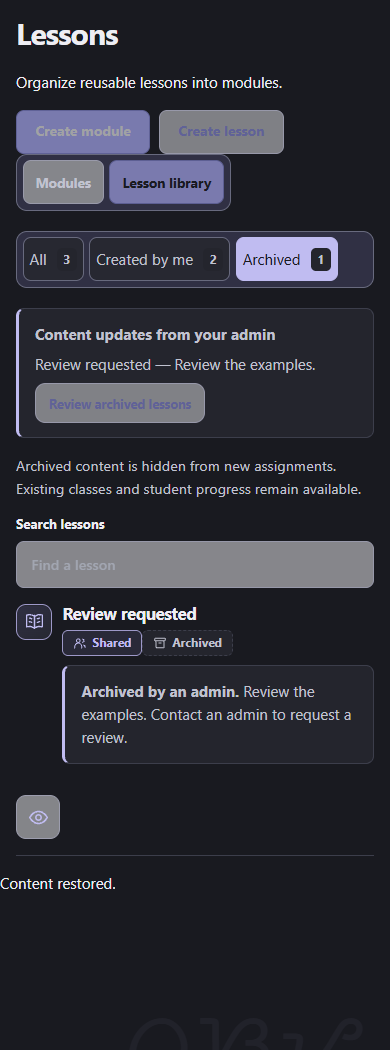 Lessons
Organize reusable lessons into modules.
Create module Create lesson
Modules Lesson library
All 3 Created by me 2 Archived 1
Content updates from your admin
Review requested — Review the examples.
Review archived lessons
Archived content is hidden from new assignments.
Existing classes and student progress remain available.
Search lessons
Find a lesson
Review requested
Shared Archived
Archived by an admin. Review the
examples. Contact an admin to request a
review.
Content restored.